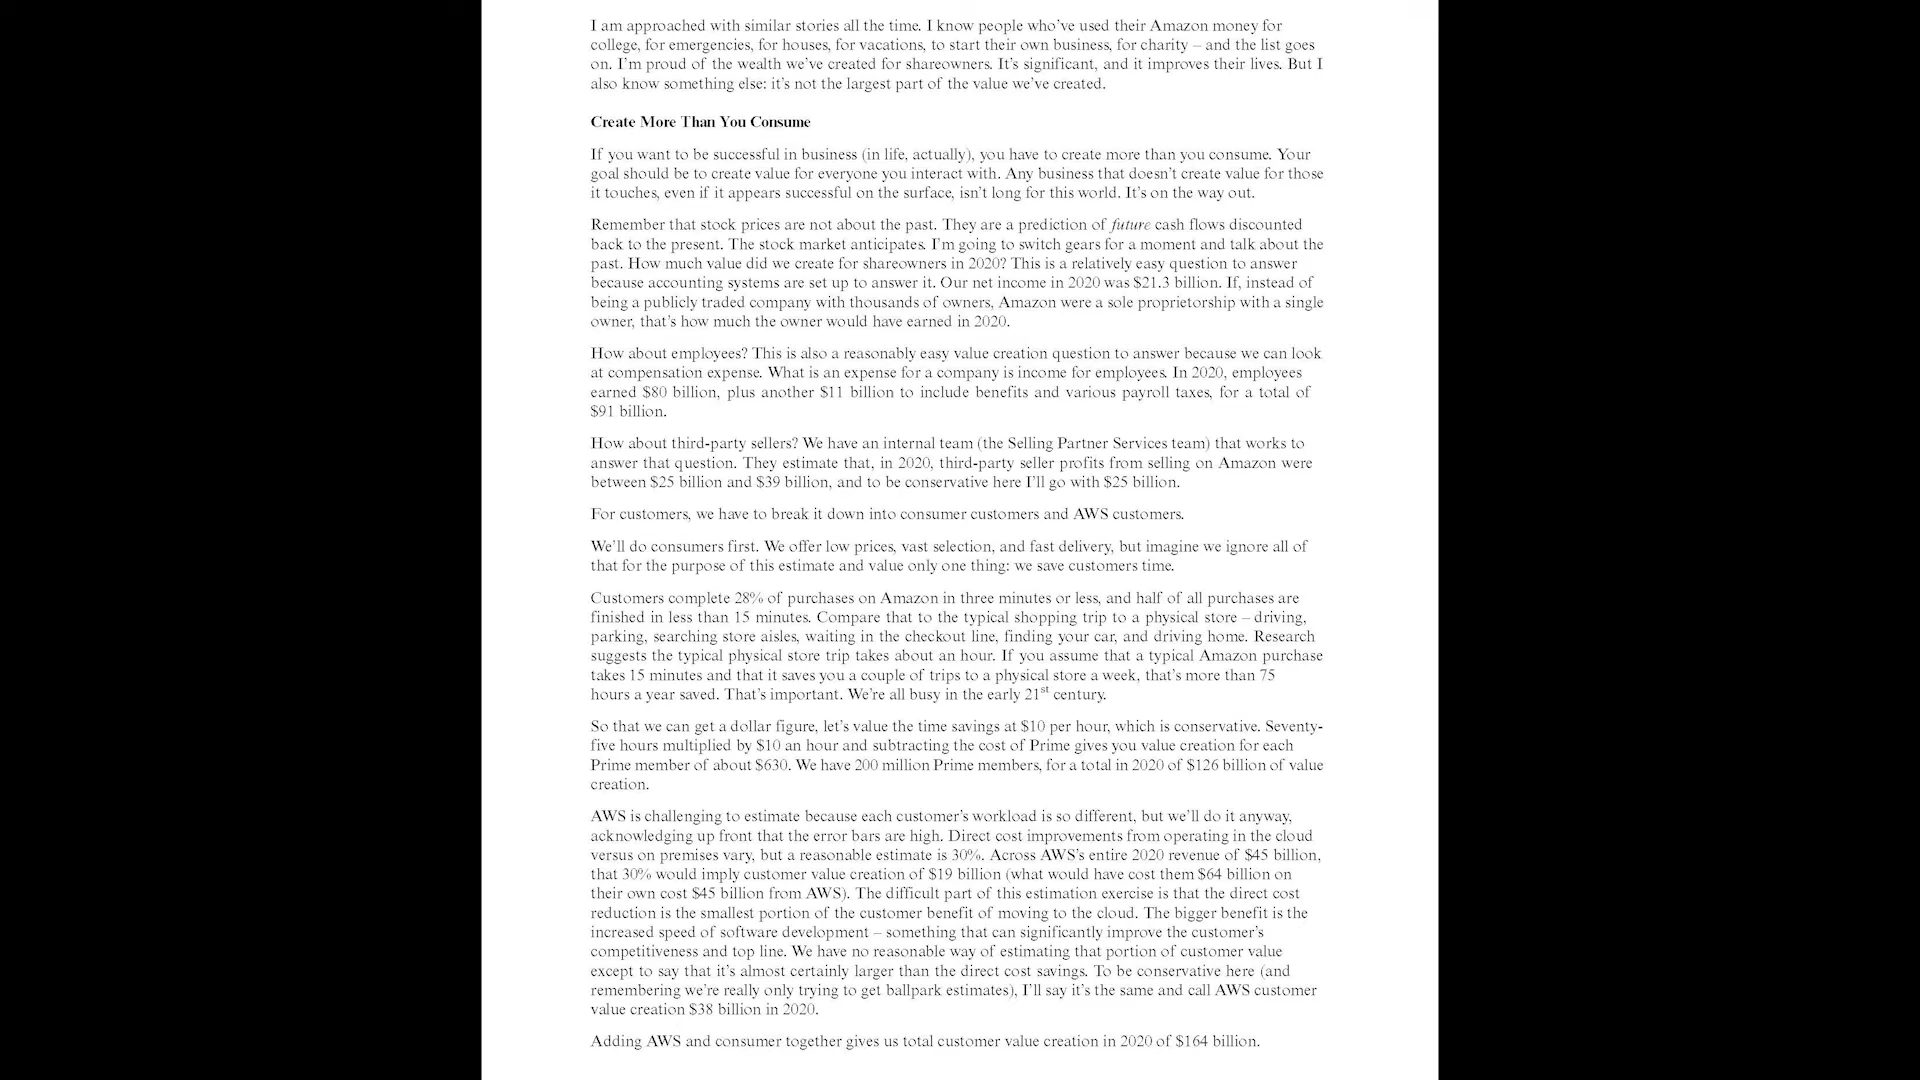 I am approached with similar stories all the time. I know people who've used their Amazon money for
college, for emergencies, for houses, for vacations, to start their own business, for charity – and the list goes
on. I'm proud of the wealth we've created for shareowners. It's significant, and it improves their lives. But I
also know something else: it's not the largest part of the value we've created.
Create More Than You Consume
If you want to be successful in business (in life, actually), you have to create more than you consume. Your
goal should be to create value for everyone you interact with. Any business that doesn't create value for those
it touches, even if it appears successful on the surface, isn't long for this world. It's on the way out.
Remember that stock prices are not about the past. They are a prediction of future cash flows discounted
back to the present. The stock market anticipates. I'm going to switch gears for a moment and talk about the
past. How much value did we create for shareowners in 2020? This is a relatively easy question to answer
because accounting systems are set up to answer it. Our net income in 2020 was $21.3 billion. If, instead of
being a publicly traded company with thousands of owners, Amazon were a sole proprietorship with a single
owner, that's how much the owner would have earned in 2020.
How about employees? This is also a reasonably easy value creation question to answer because we can look
at compensation expense. What is an expense for a company is income for employees. In 2020, employees
earned $80 billion, plus another $11 billion to include benefits and various payroll taxes, for a total of
$91 billion.
How about third-party sellers? We have an internal team (the Selling Partner Services team) that works to
answer that question. They estimate that, in 2020, third-party seller profits from selling on Amazon were
between $25 billion and $39 billion, and to be conservative here I'll go with $25 billion.
For customers, we have to break it down into consumer customers and AWS customers.
We'll do consumers first. We offer low prices, vast selection, and fast delivery, but imagine we ignore all of
that for the purpose of this estimate and value only one thing: we save customers time.
Customers complete 28% of purchases on Amazon in three minutes or less, and half of all purchases are
finished in less than 15 minutes. Compare that to the typical shopping trip to a physical store – driving,
parking, searching store aisles, waiting in the checkout line, finding your car, and driving home. Research
suggests the typical physical store trip takes about an hour. If you assume that a typical Amazon purchase
takes 15 minutes and that it saves you a couple of trips to a physical store a week, that's more than 75
hours a year saved. That's important. We're all busy in the early 21st century.
So that we can get a dollar figure, let's value the time savings at $10 per hour, which is conservative. Seventy-
five hours multiplied by $10 an hour and subtracting the cost of Prime gives you value creation for each
Prime member of about $630. We have 200 million Prime members, for a total in 2020 of $126 billion of value
creation.
AWS is challenging to estimate because each customer's workload is so different, but we'll do it anyway,
acknowledging up front that the error bars are high. Direct cost improvements from operating in the cloud
versus on premises vary, but a reasonable estimate is 30%. Across AWS's entire 2020 revenue of $45 billion,
that 30% would imply customer value creation of $19 billion (what would have cost them $64 billion on
their own cost $45 billion from AWS). The difficult part of this estimation exercise is that the direct cost
reduction is the smallest portion of the customer benefit of moving to the cloud. The bigger benefit is the
increased speed of software development – something that can significantly improve the customer's
competitiveness and top line. We have no reasonable way of estimating that portion of customer value
except to say that it's almost certainly larger than the direct cost savings. To be conservative here (and
remembering we're really only trying to get ballpark estimates), I'll say it's the same and call AWS customer
value creation $38 billion in 2020.
Adding AWS and consumer together gives us total customer value creation in 2020 of $164 billion.